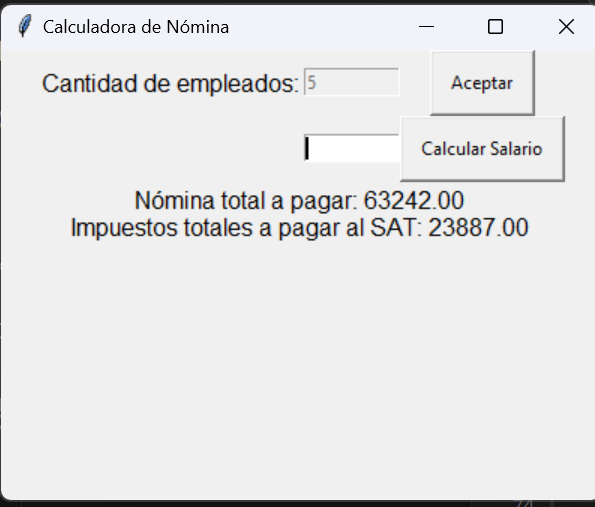 Calculadora de Nómina
Cantidad de empleados: 5 Aceptar
Calcular Salario
Nómina total a pagar: 63242.00
Impuestos totales a pagar al SAT: 23887.00